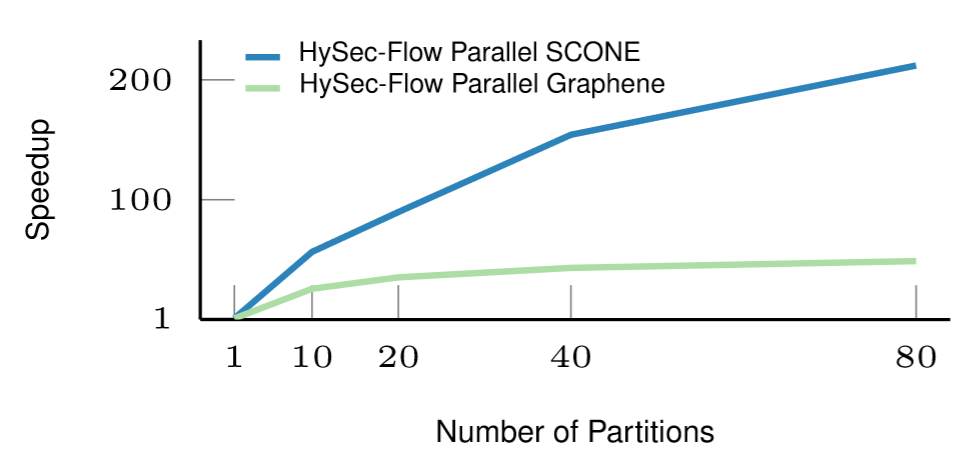 HySec-Flow Parallel SCONE
HySec-Flow Parallel Graphene
Speedup
200
100
1
1 10 20 40 80
Number of Partitions